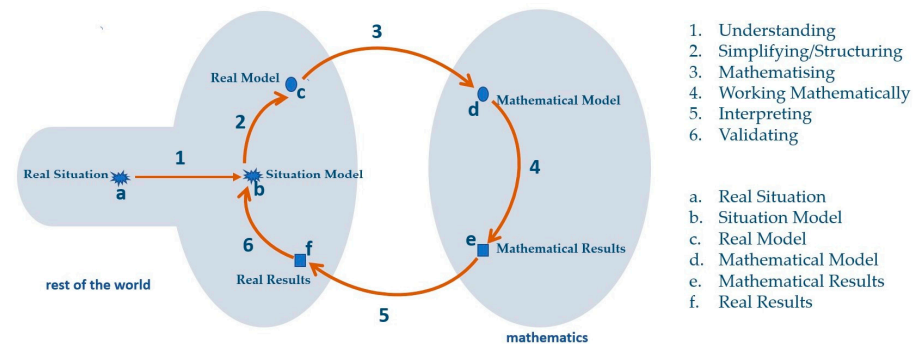 3
Real Model
c
2
d
Mathematical Model
1
4
Real Situation
a
b
Situation Model
6
f
e
Mathematical Results
Real Results
rest of the world
5
mathematics
1. Understanding
2. Simplifying/Structuring
3. Mathematising
4. Working Mathematically
5. Interpreting
6. Validating
a. Real Situation
b. Situation Model
c. Real Model
d. Mathematical Model
e. Mathematical Results
f. Real Results